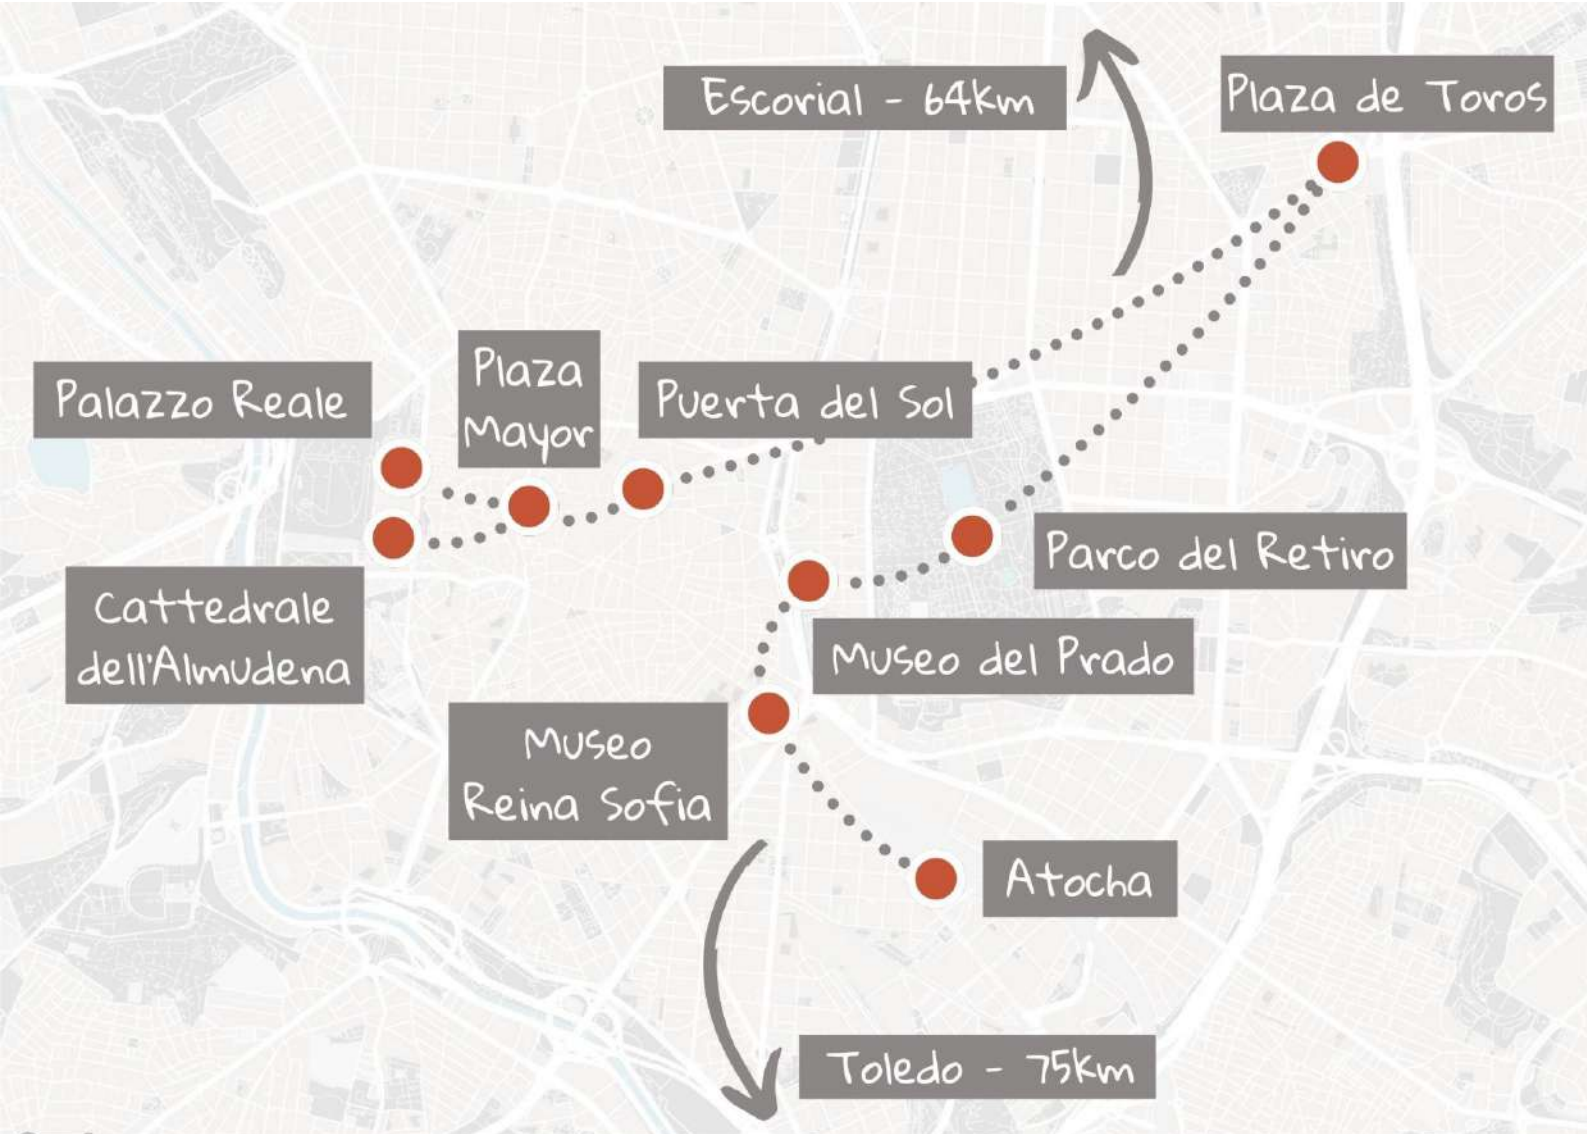 Escorial - 64km
Plaza de Toros
Palazzo Reale
Plaza
Mayor
Puerta del Sol
Parco del Retiro
Cattedrale
dell'Almudena
Museo del Prado
Museo
Reina Sofia
Atocha
Toledo - 75km